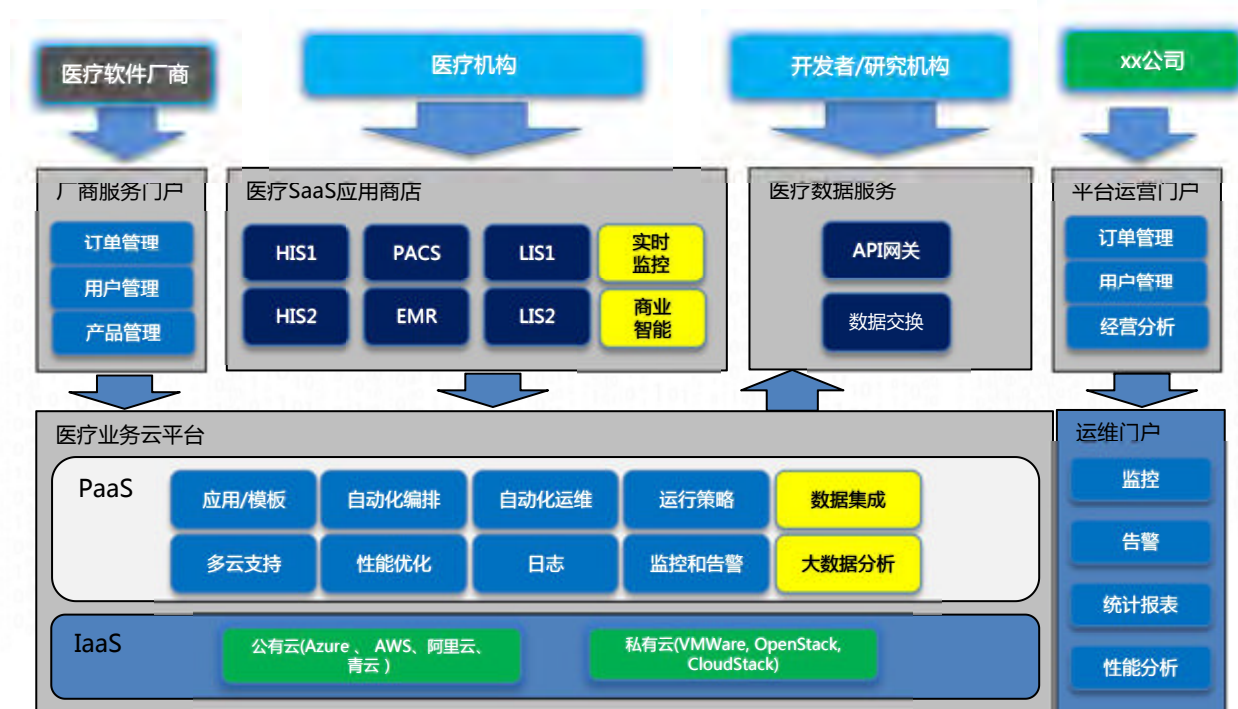 医疗软件厂商
医疗机构
开发者/研究机构
xx公司
厂商服务门户
订单管理
用户管理
产品管理
医疗SaaS应用商店
HIS1
PACS
LIS1
实时
监控
HIS2
EMR
LIS2
商业
智能
医疗数据服务
API网关
数据交换
平台运营门户
订单管理
用户管理
经营分析
医疗业务云平台
PaaS
应用/模板
自动化编排
自动化运维
运行策略
数据集成
多云支持
性能优化
日志
监控和告警
大数据分析
IaaS
公有云(Azure 、 AWS、阿里云、
青云 )
私有云(VMWare, OpenStack,
CloudStack)
运维门户
监控
告警
统计报表
性能分析